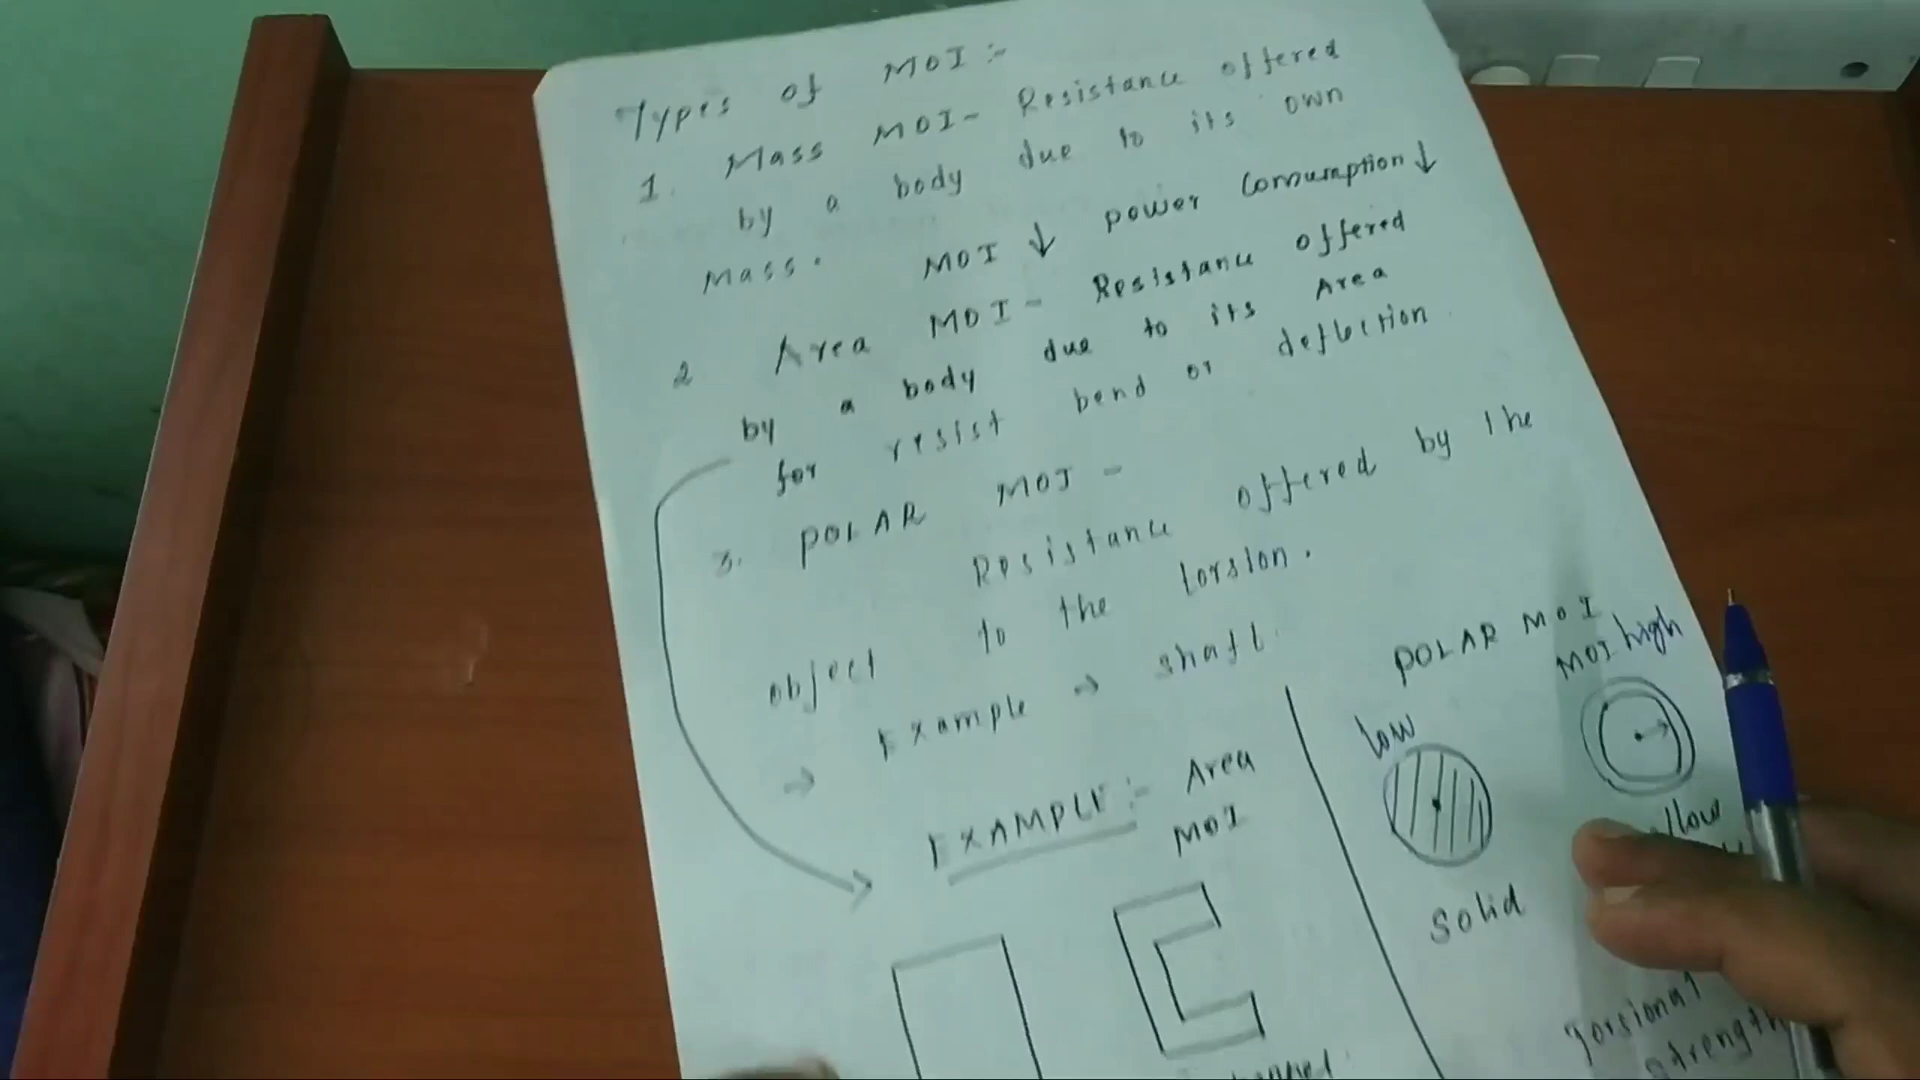 Types of MOI :-
1. Mass MOI - Resistance offered
by a body due to its own
mass. MOI ↓ power consumption ↓
2 Area MOI - Resistance offered
by a body due to its Area
for resist bend or deflection
3. POLAR MOI -
Resistance offered by the
object to the torsion.
→ Example → shaft
EXAMPLE :- Area
MOI
POLAR MOI
MOI high
low
solid
Torsional
strength